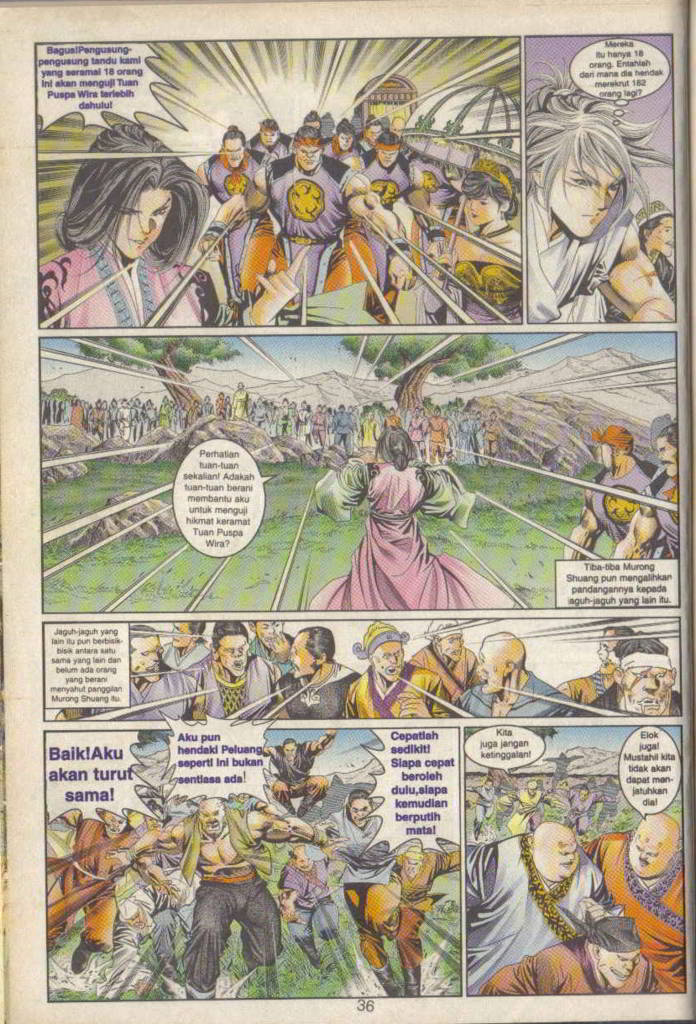 Bagus!Pengusung-
pengusung tandu kami
yang seramai 18 orang
ini akan menguji Tuan
Puspa Wira terlebih
dahulu!
Mereka
itu hanya 18
orang. Entahlah
dari mana dia hendak
merekrut 162
orang lagi?
Perhatian
tuan-tuan
sekalian! Adakah
tuan-tuan berani
membantu aku
untuk menguji
hikmat keramat
Tuan Puspa
Wira?
Tiba-tiba Murong
Shuang pun mengalihkan
pandangannya kepada
jaguh-jaguh yang lain itu.
Jaguh-jaguh yang
lain itu pun berbisik-
bisik antara satu
sama yang lain dan
belum ada orang
yang berani
menyahut panggilan
Murong Shuang itu.
Baik!Aku
akan turut
sama!
Aku pun
hendak! Peluang
seperti ini bukan
sentiasa ada!
Cepatlah
sedikit!
Siapa cepat
beroleh
dulu,siapa
kemudian
berputih
mata!
Kita
juga jangan
ketinggalan!
Elok
juga!
Mustahil kita
tidak akan
dapat men-
jatuhkan
dia!
36